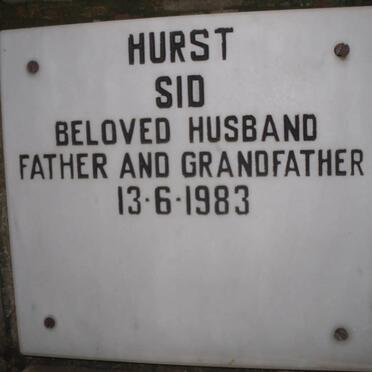 HURST
SID
BELOVED HUSBAND
FATHER AND GRANDFATHER
13·6·1983